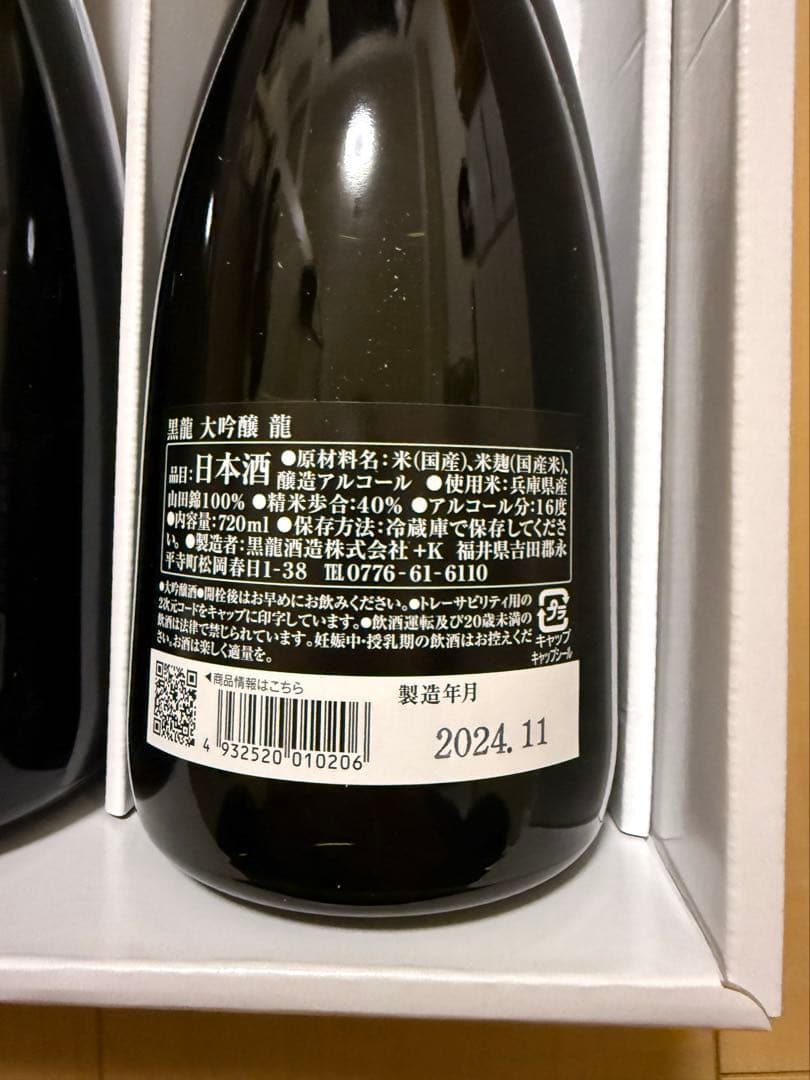 黒龍 大吟醸 龍
品目:日本酒 ●原材料名:米(国産)、米麹(国産米)、
醸造アルコール ●使用米:兵庫県産
山田錦100% ●精米歩合:40% ●アルコール分:16度
●内容量:720ml ●保存方法:冷蔵庫で保存してくださ
い。●製造者:黒龍酒造株式会社+K 福井県吉田郡永
平寺町松岡春日1-38 TEL0776-61-6110
●大吟醸酒●開栓後はお早めにお飲みください。●トレーサビリティ用の
2次元コードをキャップに印字しています。●飲酒運転及び20歳未満の
飲酒は法律で禁じられています。妊娠中・授乳期の飲酒はお控えくだ
さい。お酒は楽しく適量を。
プラ
キャップ
キャップシール
◀商品情報はこちら
製造年月
2024.11
4 932520 010206